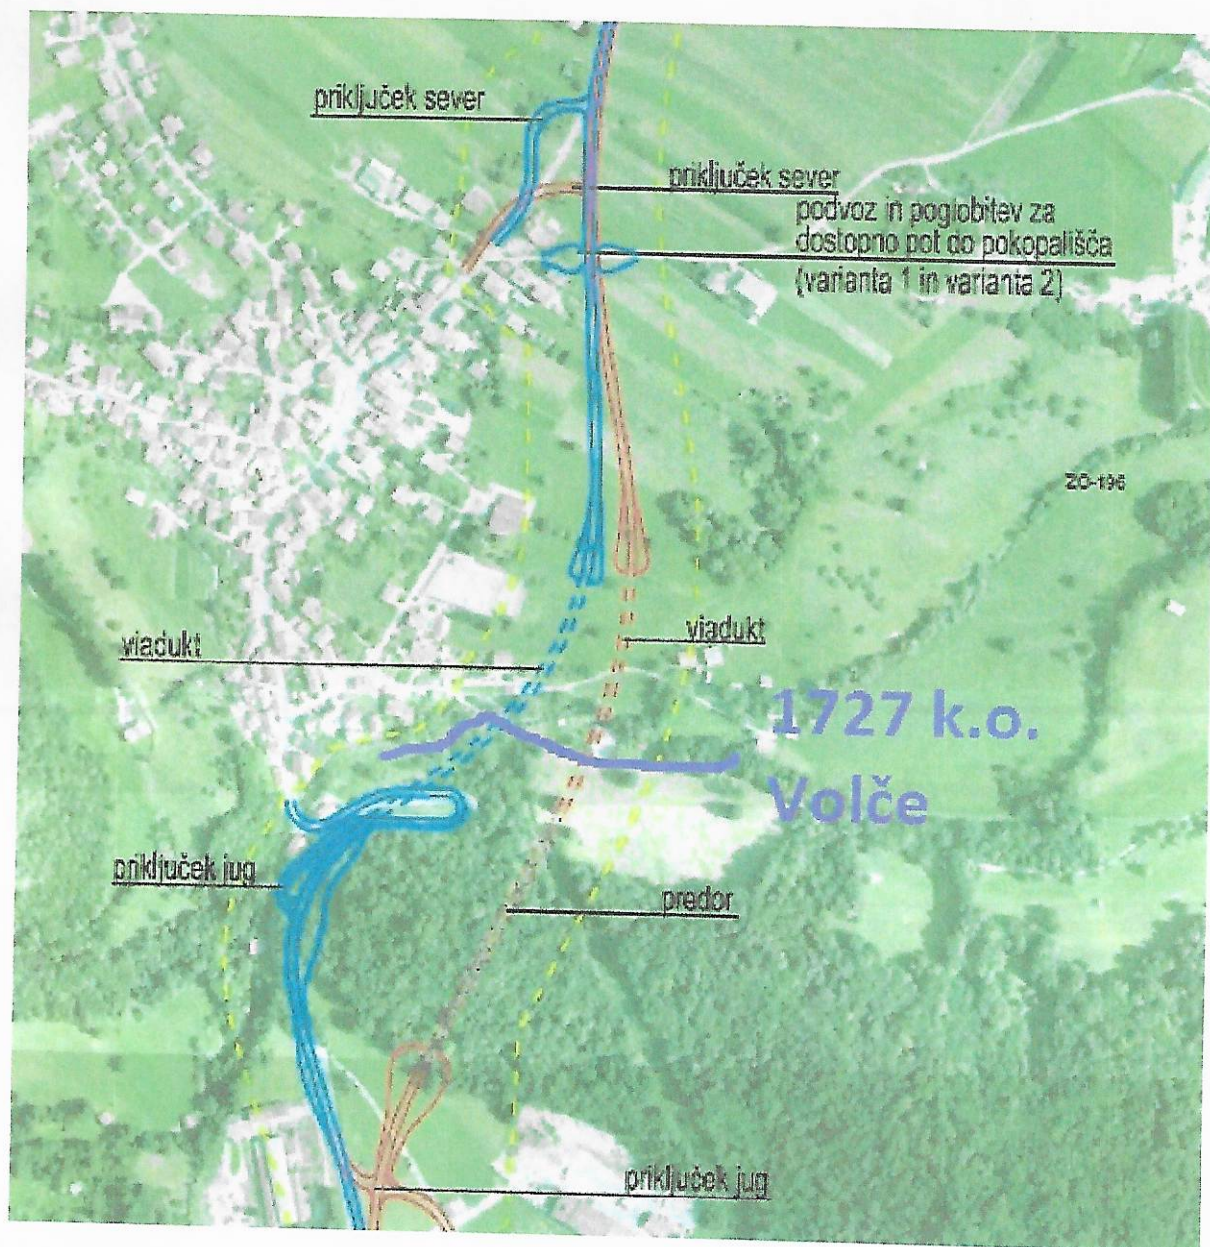 priključek sever
priključek sever
podvoz in poglobitev za
dostopno pot do pokopališča
(varianta 1 in varianta 2)
ZO-196
viadukt
viadukt
1727 k.o.
Volče
priključek jug
predor
priključek jug